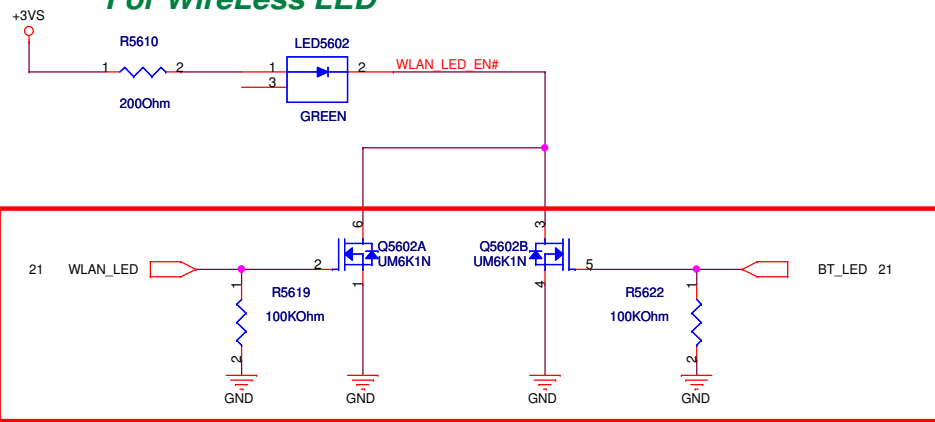 For WireLess LED
+3VS
R5610
LED5602
1 2
1 2
WLAN_LED_EN#
3
200Ohm
GREEN
6 3
Q5602A Q5602B
UM6K1N UM6K1N
21 WLAN_LED 2 5 BT_LED 21
1 R5619 1 4 R5622 1
100KOhm 100KOhm
2 2
GND GND GND GND